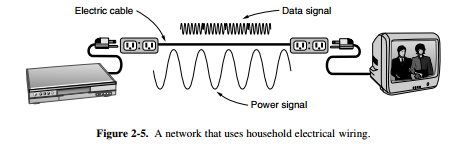 Electric cable
Data signal
Power signal
Figure 2-5. A network that uses household electrical wiring.